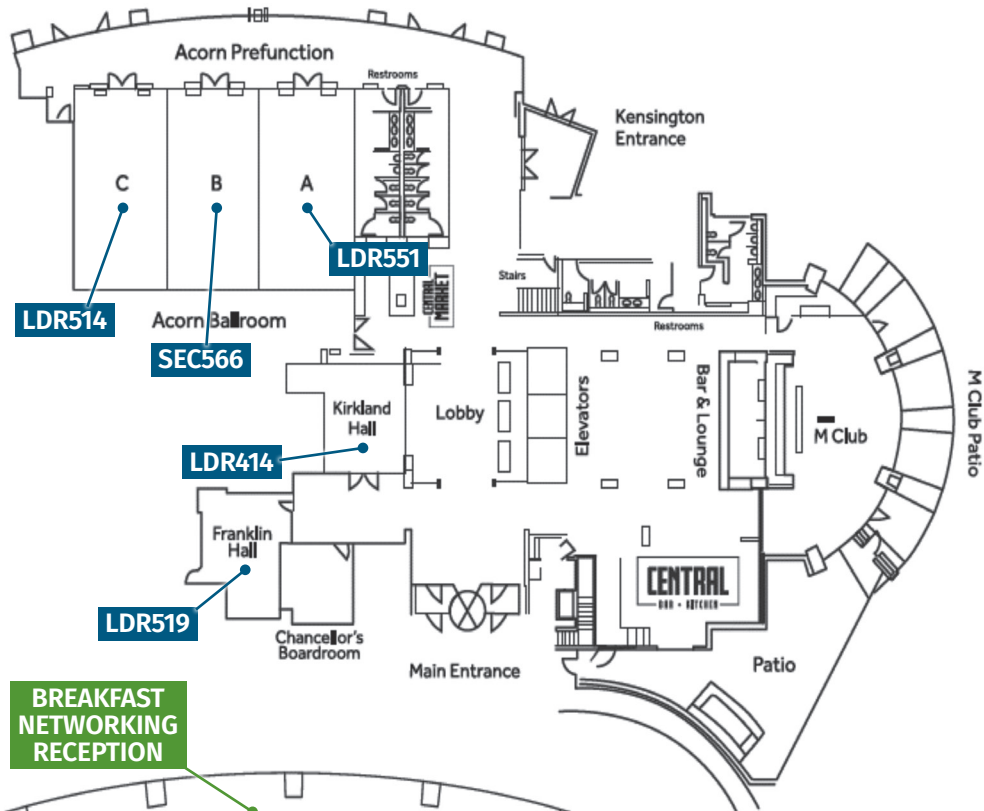 Acorn Prefunction
Restrooms
Kensington
Entrance
C
B
A
LDR551
LDR514
SEC566
Acorn Ballroom
CENTRAL
MARKET
Stairs
Restrooms
Kirkland
Hall
Lobby
Elevators
Bar & Lounge
M Club
M Club Patio
LDR414
Franklin
Hall
LDR519
Chancellor's
Boardroom
CENTRAL
BAR • KITCHEN
Main Entrance
Patio
BREAKFAST
NETWORKING
RECEPTION